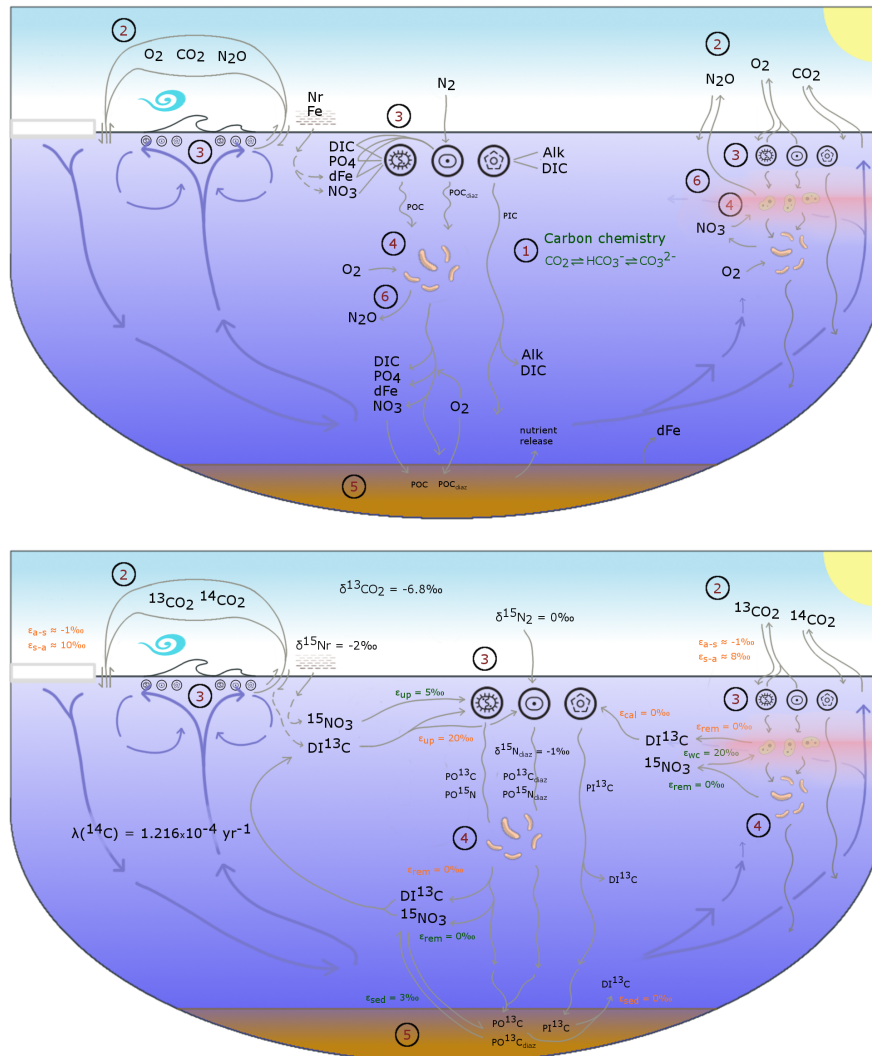 2
O2 CO2 N2O
3
Nr
Fe
N2
3
DIC
PO4
dFe
NO3
Alk
DIC
POC
POCdiaz
PIC
4
O2
6
N2O
1
Carbon chemistry
CO2⇌HCO3⁻⇌CO3²⁻
DIC
PO4
dFe
NO3
O2
Alk
DIC
nutrient
release
dFe
5
POC POCdiaz
2
N2O
O2
CO2
3
6
4
NO3
O2
2
¹³CO2 ¹⁴CO2
δ¹³CO2 = -6.8‰
εa-s ≈ -1‰
εs-a ≈ 10‰
δ¹⁵Nr = -2‰
δ¹⁵N2 = 0‰
3
3
¹⁵NO3
DI¹³C
εup = 5‰
εup = 20‰
δ¹⁵Ndiaz = -1‰
PO¹³C
PO¹⁵N
PO¹³Cdiaz
PO¹⁵Ndiaz
PI¹³C
λ(¹⁴C) = 1.216x10⁻⁴ yr⁻¹
4
εrem = 0‰
DI¹³C
¹⁵NO3
εrem = 0‰
DI¹³C
εsed = 3‰
DI¹³C
εsed = 0‰
5
PO¹³C
PO¹³Cdiaz
PI¹³C
2
¹³CO2
¹⁴CO2
εa-s ≈ -1‰
εs-a ≈ 8‰
3
εcal = 0‰
εrem = 0‰
DI¹³C
εwc = 20‰
¹⁵NO3
εrem = 0‰
4